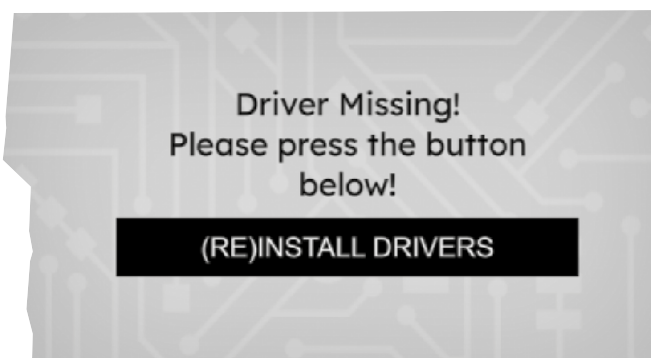 Driver Missing!
Please press the button
below!
(RE)INSTALL DRIVERS